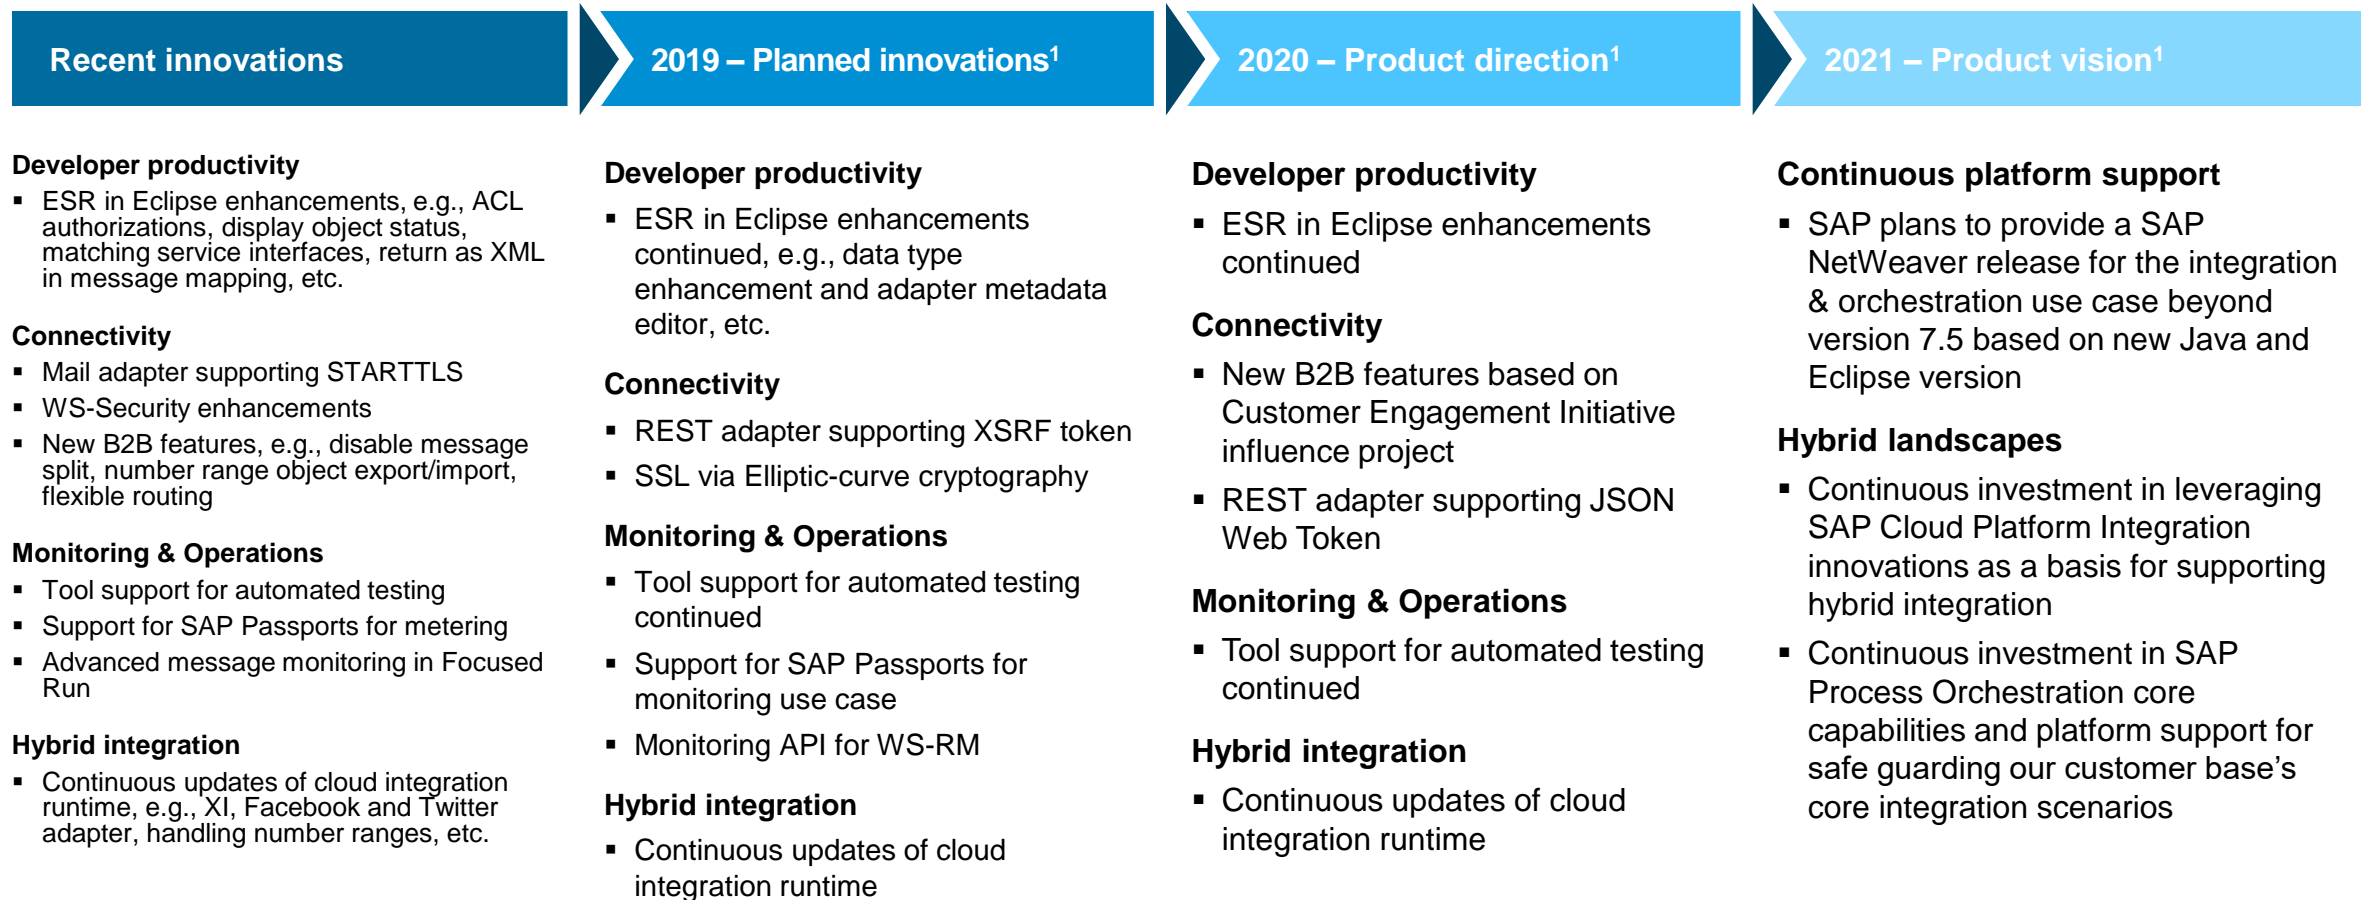 Recent innovations
2019 – Planned innovations¹
2020 – Product direction¹
2021 – Product vision¹
Developer productivity
▪ ESR in Eclipse enhancements, e.g., ACL
authorizations, display object status,
matching service interfaces, return as XML
in message mapping, etc.
Connectivity
▪ Mail adapter supporting STARTTLS
▪ WS-Security enhancements
▪ New B2B features, e.g., disable message
split, number range object export/import,
flexible routing
Monitoring & Operations
▪ Tool support for automated testing
▪ Support for SAP Passports for metering
▪ Advanced message monitoring in Focused
Run
Hybrid integration
▪ Continuous updates of cloud integration
runtime, e.g., XI, Facebook and Twitter
adapter, handling number ranges, etc.
Developer productivity
▪ ESR in Eclipse enhancements
continued, e.g., data type
enhancement and adapter metadata
editor, etc.
Connectivity
▪ REST adapter supporting XSRF token
▪ SSL via Elliptic-curve cryptography
Monitoring & Operations
▪ Tool support for automated testing
continued
▪ Support for SAP Passports for
monitoring use case
▪ Monitoring API for WS-RM
Hybrid integration
▪ Continuous updates of cloud
integration runtime
Developer productivity
▪ ESR in Eclipse enhancements
continued
Connectivity
▪ New B2B features based on
Customer Engagement Initiative
influence project
▪ REST adapter supporting JSON
Web Token
Monitoring & Operations
▪ Tool support for automated testing
continued
Hybrid integration
▪ Continuous updates of cloud
integration runtime
Continuous platform support
▪ SAP plans to provide a SAP
NetWeaver release for the integration
& orchestration use case beyond
version 7.5 based on new Java and
Eclipse version
Hybrid landscapes
▪ Continuous investment in leveraging
SAP Cloud Platform Integration
innovations as a basis for supporting
hybrid integration
▪ Continuous investment in SAP
Process Orchestration core
capabilities and platform support for
safe guarding our customer base’s
core integration scenarios